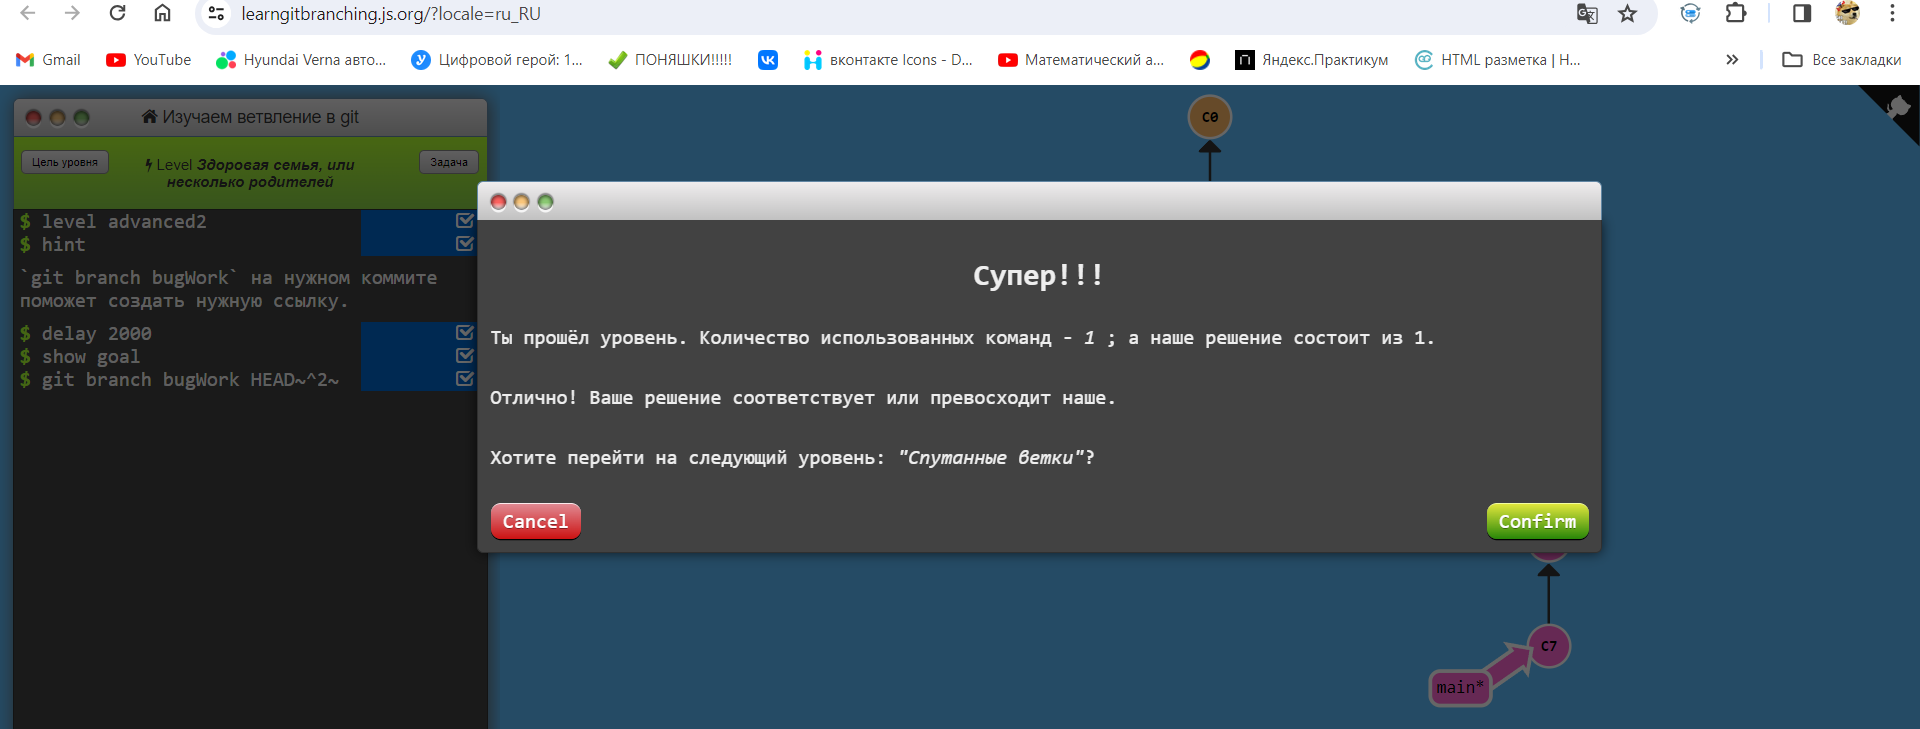 learngitbranching.js.org/?locale=ru_RU
Gmail
YouTube
Hyundai Verna авто...
Цифровой герой: 1...
ПОНЯШКИ!!!!!
вконтакте Icons - D...
Математический а...
Яндекс.Практикум
HTML разметка | Н...
»
Все закладки
Изучаем ветвление в git
Цель уровня
Level Здоровая семья, или
несколько родителей
Задача
$ level advanced2
$ hint
`git branch bugWork` на нужном коммите
поможет создать нужную ссылку.
$ delay 2000
$ show goal
$ git branch bugWork HEAD~^2~
C0
Супер!!!
Ты прошёл уровень. Количество использованных команд - 1 ; а наше решение состоит из 1.
Отлично! Ваше решение соответствует или превосходит наше.
Хотите перейти на следующий уровень: "Спутанные ветки"?
Cancel
Confirm
C7
main*